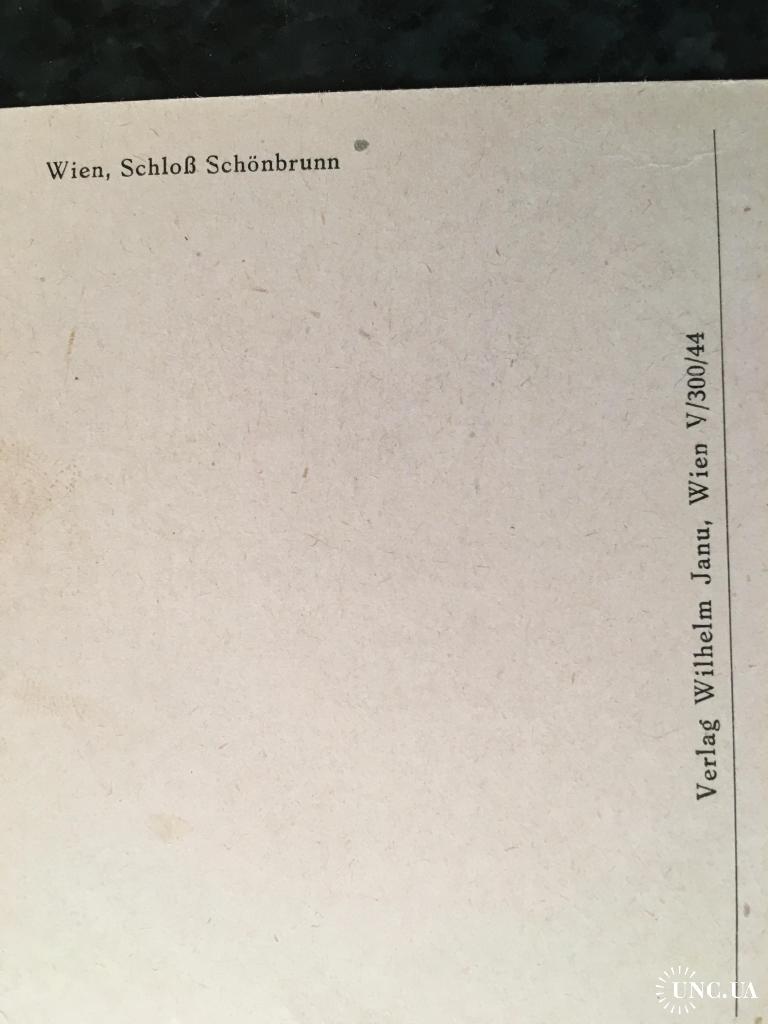 Wien, Schloß Schönbrunn
Verlag Wilhelm Janu, Wien V/300/44
UNC.UA